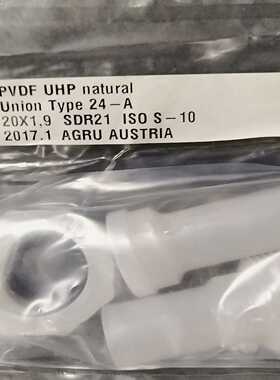 PVDF UHP natural
Union Type 24-A
20X1.9 SDR21 ISO S-10
2017.1 AGRU AUSTRIA